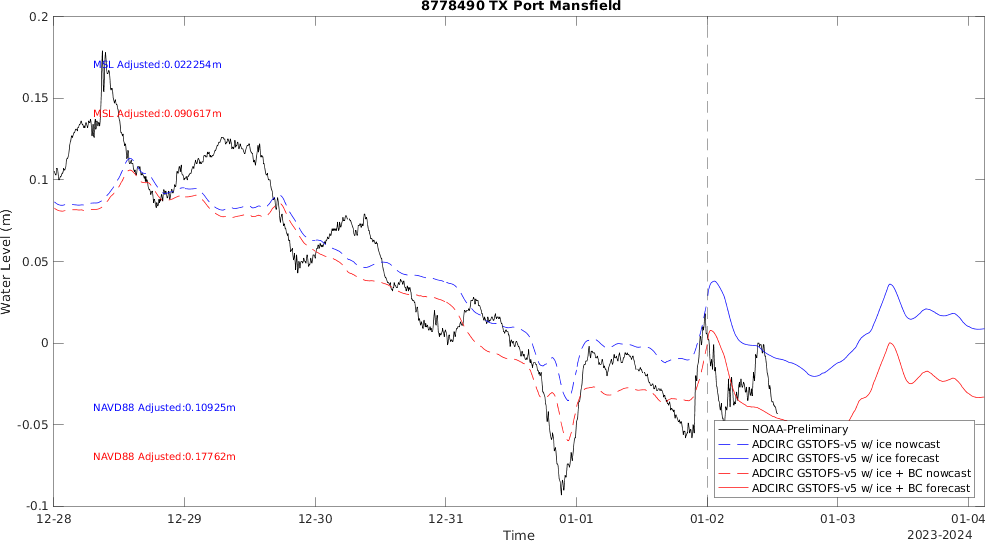 8778490 TX Port Mansfield
0.2
MSL Adjusted:0.022254m
0.15
MSL Adjusted:0.090617m
0.1
0.05
Water Level (m)
0
NAVD88 Adjusted:0.10925m
-0.05
NAVD88 Adjusted:0.17762m
-0.1
NOAA-Preliminary
ADCIRC GSTOFS-v5 w/ ice nowcast
ADCIRC GSTOFS-v5 w/ ice forecast
ADCIRC GSTOFS-v5 w/ ice + BC nowcast
ADCIRC GSTOFS-v5 w/ ice + BC forecast
12-28 12-29 12-30 12-31 01-01 01-02 01-03 01-04
Time
2023-2024